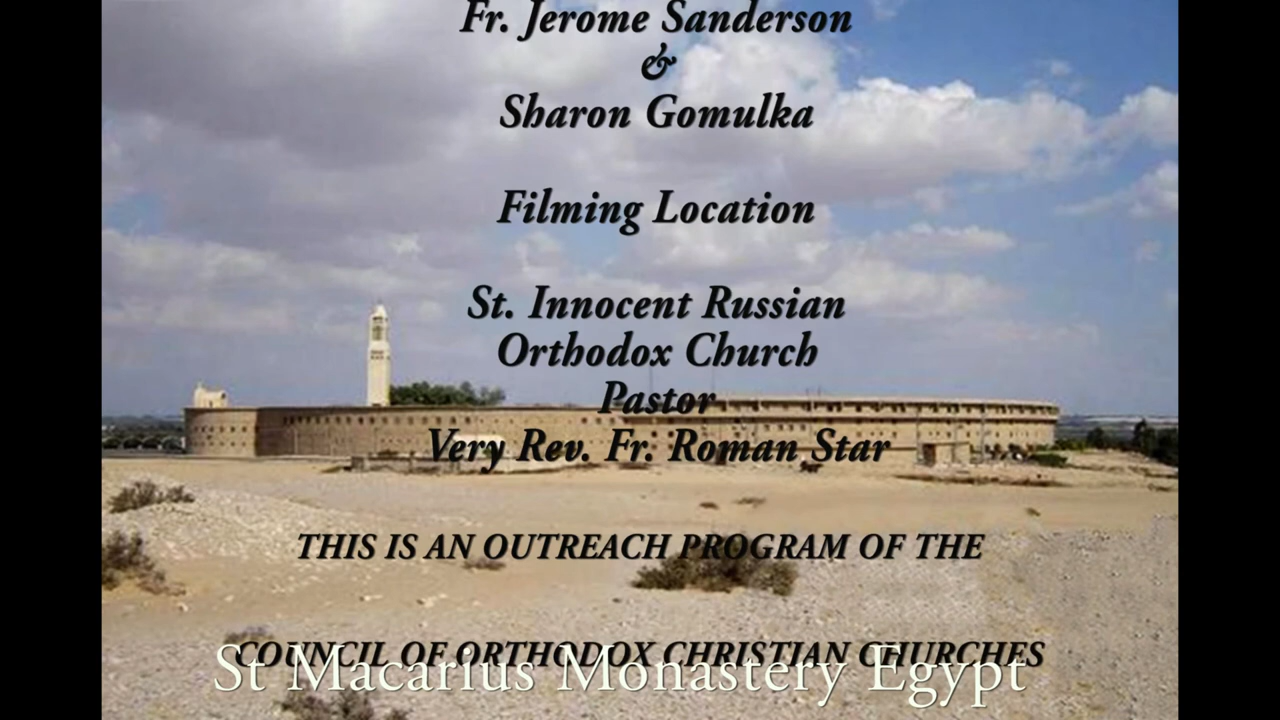 Fr. Jerome Sanderson
&
Sharon Gomulka
Filming Location
St. Innocent Russian
Orthodox Church
Pastor
Very Rev. Fr. Roman Star
THIS IS AN OUTREACH PROGRAM OF THE
COUNCIL OF ORTHODOX CHRISTIAN CHURCHES
St Macarius Monastery Egypt